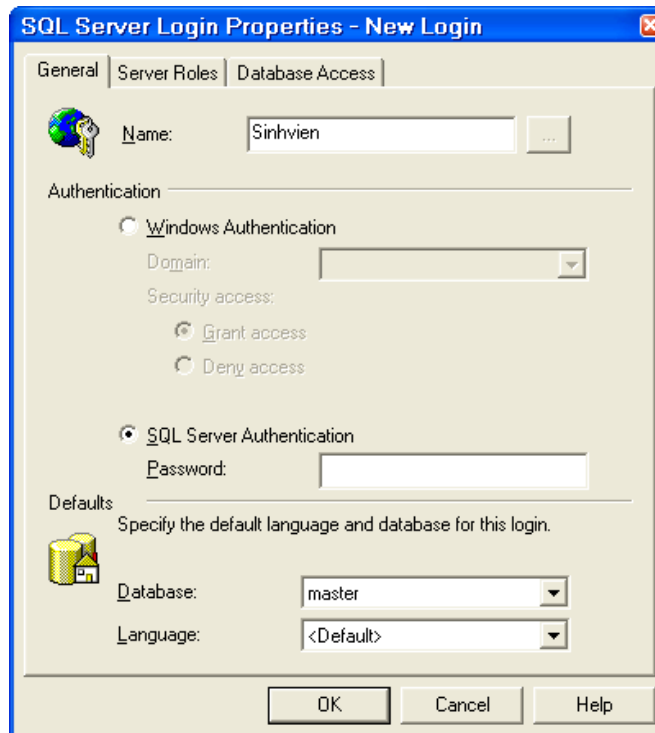 SQL Server Login Properties - New Login
General Server Roles Database Access
Name: Sinhvien ...
Authentication
Windows Authentication
Domain:
Security access:
Grant access
Deny access
SQL Server Authentication
Password:
Defaults
Specify the default language and database for this login.
Database: master
Language: <Default>
OK Cancel Help